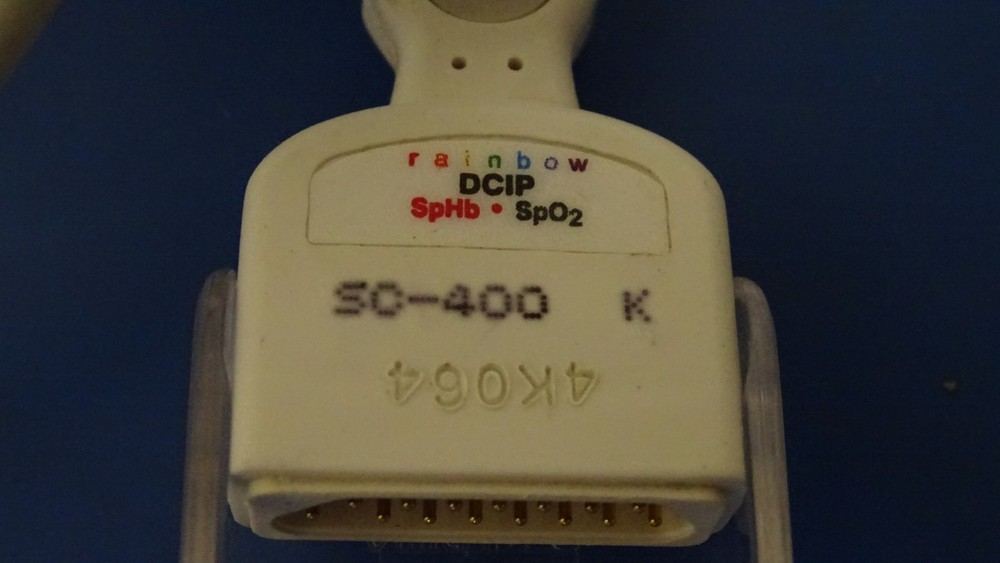 rainbow
DCIP
SpHb • SpO2
SC-400 K
4K064